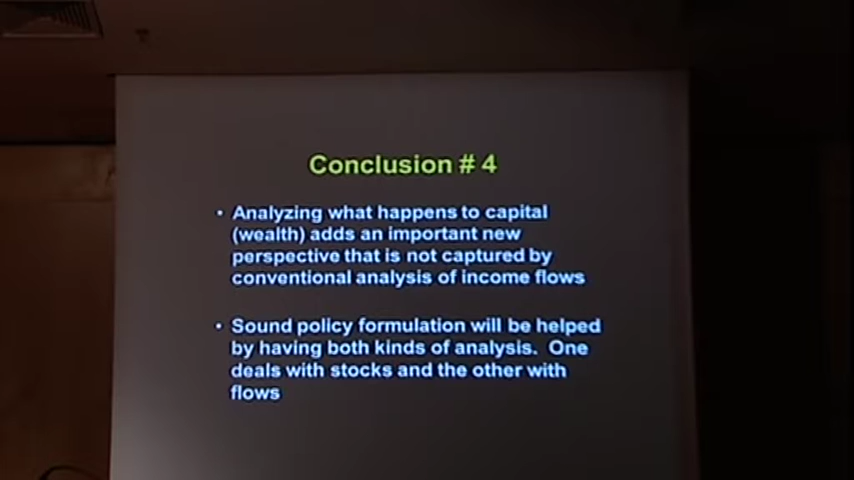 Conclusion # 4
• Analyzing what happens to capital
(wealth) adds an important new
perspective that is not captured by
conventional analysis of income flows
• Sound policy formulation will be helped
by having both kinds of analysis.  One
deals with stocks and the other with
flows